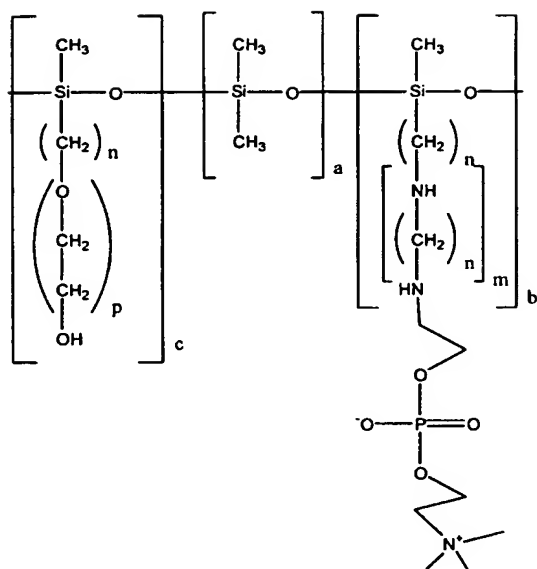 CH₃ CH₃ CH₃
Si O Si O Si O
(CH₂)n CH₃ (CH₂)n
a
O NH
CH₂ (CH₂)n
m
CH₂ p HN b
OH c
O
⁻O P O
O
N⁺